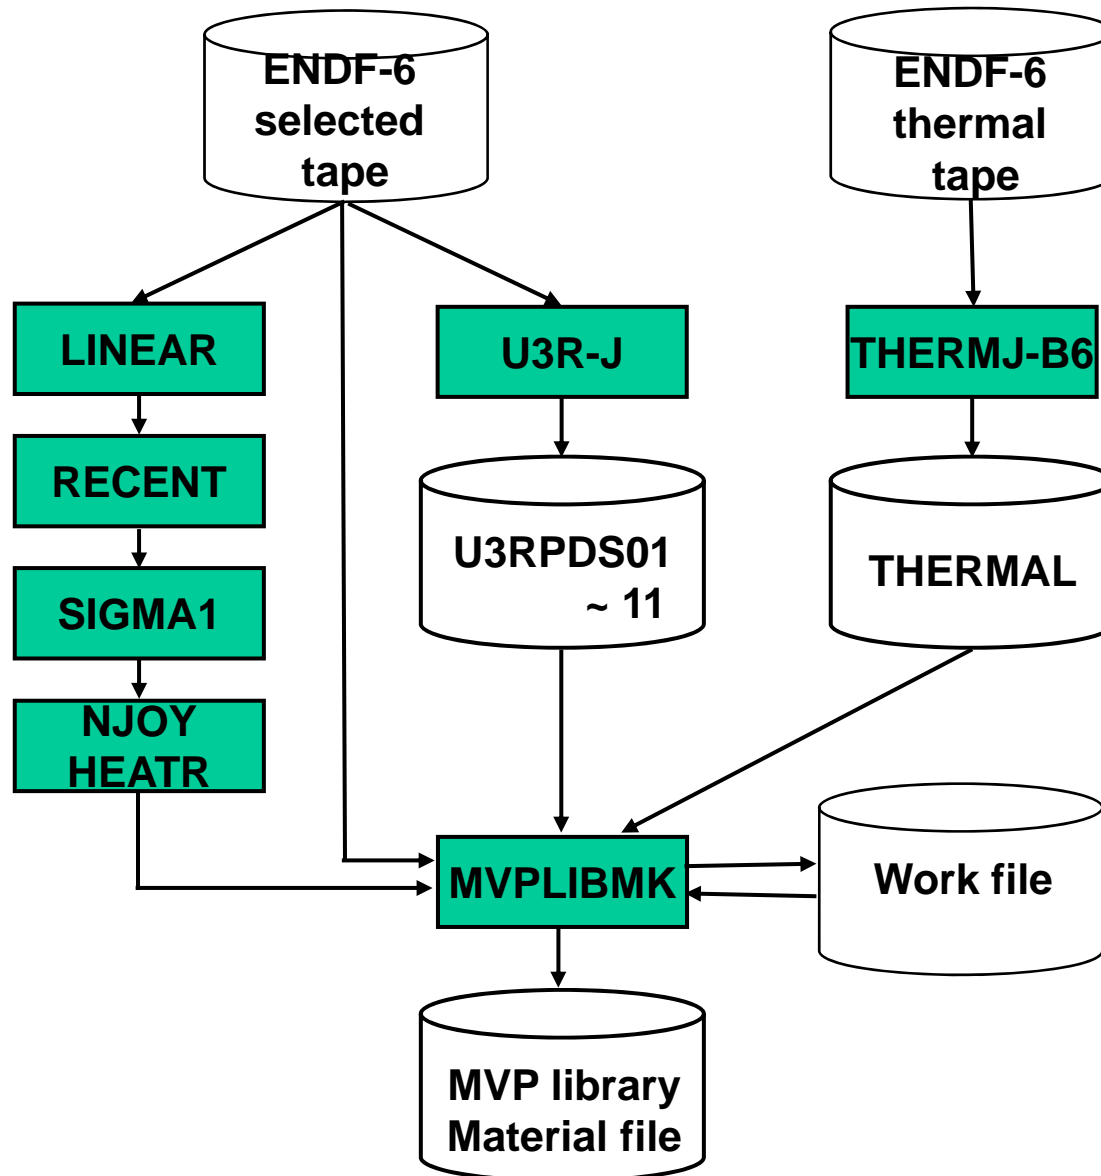 ENDF-6
selected
tape
ENDF-6
thermal
tape
LINEAR
U3R-J
THERMJ-B6
RECENT
U3RPDS01
~ 11
THERMAL
SIGMA1
NJOY
HEATR
MVPLIBMK
Work file
MVP library
Material file